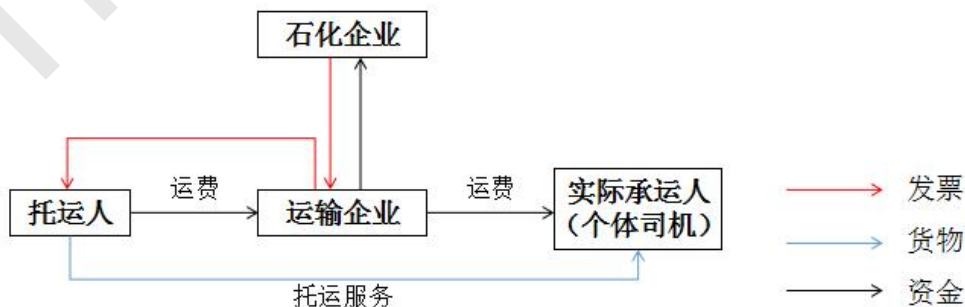 石化企业
运费
运费
托运人
运输企业
实际承运人
（个体司机）
托运服务
发票
货物
资金